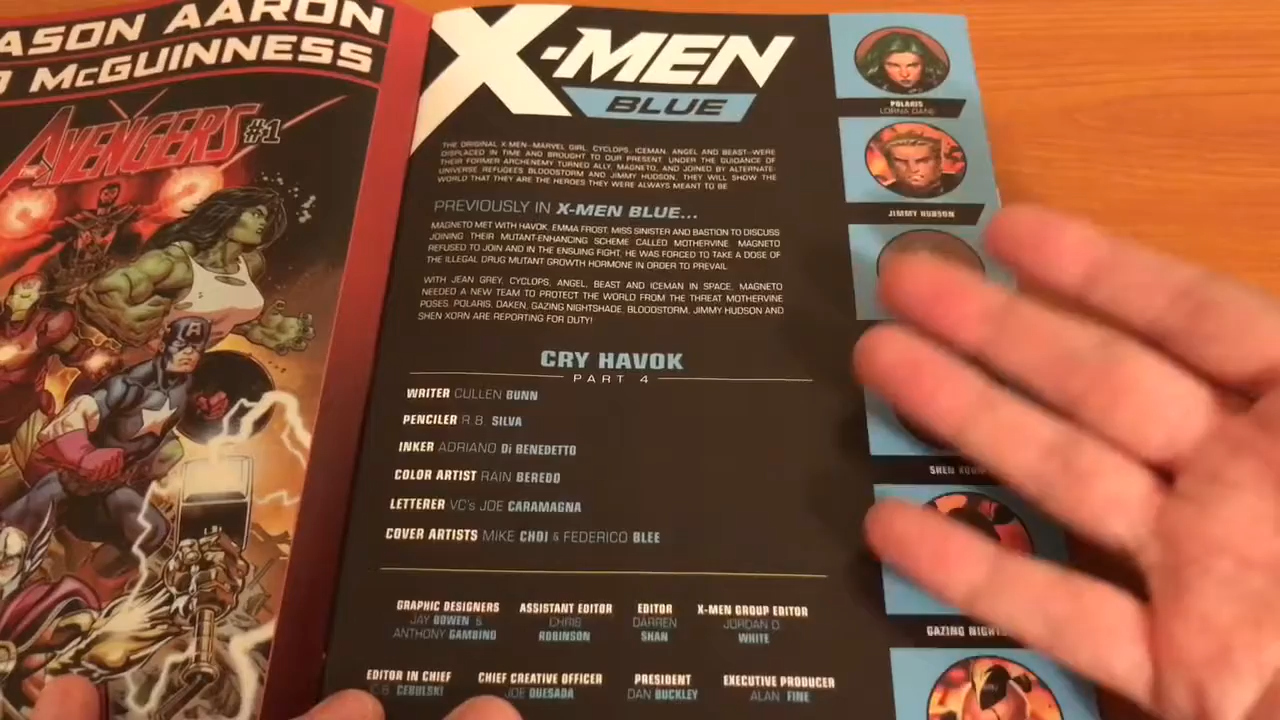 ASON AARON
McGUINNESS
AVENGERS #1
X-MEN
BLUE
THE ORIGINAL X-MEN—MARVEL GIRL, CYCLOPS, ICEMAN, ANGEL AND BEAST—WERE
DISPLACED IN TIME AND BROUGHT TO OUR PRESENT. UNDER THE GUIDANCE OF
THEIR FORMER ARCHENEMY TURNED ALLY, MAGNETO, AND JOINED BY ALTERNATE-
UNIVERSE REFUGEES BLOODSTORM AND JIMMY HUDSON, THEY WILL SHOW THE
WORLD THAT THEY ARE THE HEROES THEY WERE ALWAYS MEANT TO BE.
PREVIOUSLY IN X-MEN BLUE...
MAGNETO MET WITH HAVOK, EMMA FROST, MISS SINISTER AND BASTION TO DISCUSS
JOINING THEIR MUTANT-ENHANCING SCHEME CALLED MOTHERVINE. MAGNETO
REFUSED TO JOIN AND IN THE ENSUING FIGHT, HE WAS FORCED TO TAKE A DOSE OF
THE ILLEGAL DRUG MUTANT GROWTH HORMONE IN ORDER TO PREVAIL.
WITH JEAN GREY, CYCLOPS, ANGEL, BEAST AND ICEMAN IN SPACE, MAGNETO
NEEDED A NEW TEAM TO PROTECT THE WORLD FROM THE THREAT MOTHERVINE
POSES. POLARIS, DAKEN, GAZING NIGHTSHADE, BLOODSTORM, JIMMY HUDSON AND
SHEN XORN ARE REPORTING FOR DUTY!
CRY HAVOK
PART 4
WRITER CULLEN BUNN
PENCILER R.B. SILVA
INKER ADRIANO Di BENEDETTO
COLOR ARTIST RAIN BEREDO
LETTERER VC's JOE CARAMAGNA
COVER ARTISTS MIKE CHOI & FEDERICO BLEE
GRAPHIC DESIGNERS
JAY BOWEN &
ANTHONY GAMBINO
ASSISTANT EDITOR
CHRIS
ROBINSON
EDITOR
DARREN
SHAN
X-MEN GROUP EDITOR
JORDAN D.
WHITE
EDITOR IN CHIEF
C.B. CEBULSKI
CHIEF CREATIVE OFFICER
JOE QUESADA
PRESIDENT
DAN BUCKLEY
EXECUTIVE PRODUCER
ALAN FINE
POLARIS
LORNA DANE
JIMMY HUDSON
SHEN XORN
GAZING NIGHTS